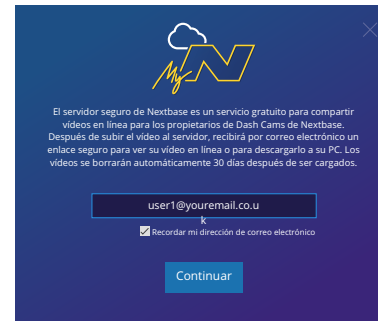 My N
El servidor seguro de Nextbase es un servicio gratuito para compartir
vídeos en línea para los propietarios de Dash Cams de Nextbase.
Después de subir el vídeo al servidor, recibirá por correo electrónico un
enlace seguro para ver su vídeo en línea o para descargarlo a su PC. Los
vídeos se borrarán automáticamente 30 días después de ser cargados.
user1@youremail.co.u
k
Recordar mi dirección de correo electrónico
Continuar